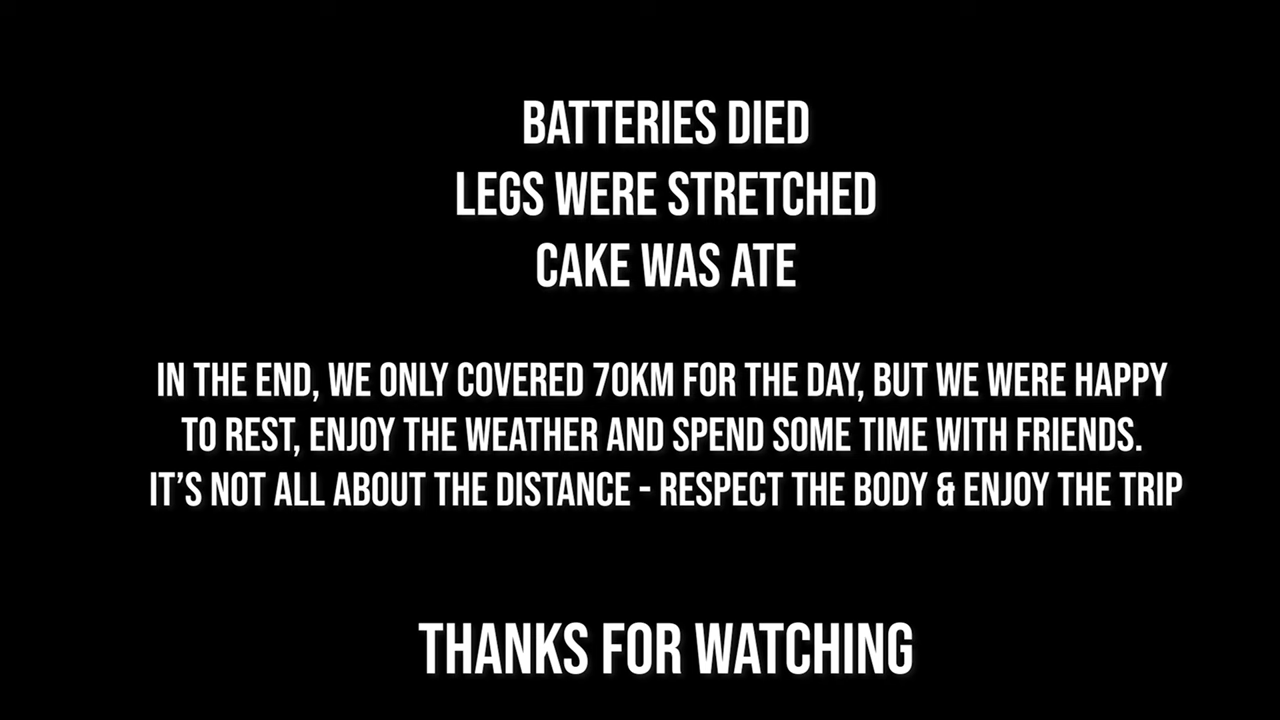 BATTERIES DIED
LEGS WERE STRETCHED
CAKE WAS ATE
IN THE END, WE ONLY COVERED 70KM FOR THE DAY, BUT WE WERE HAPPY
TO REST, ENJOY THE WEATHER AND SPEND SOME TIME WITH FRIENDS.
IT'S NOT ALL ABOUT THE DISTANCE - RESPECT THE BODY & ENJOY THE TRIP
THANKS FOR WATCHING